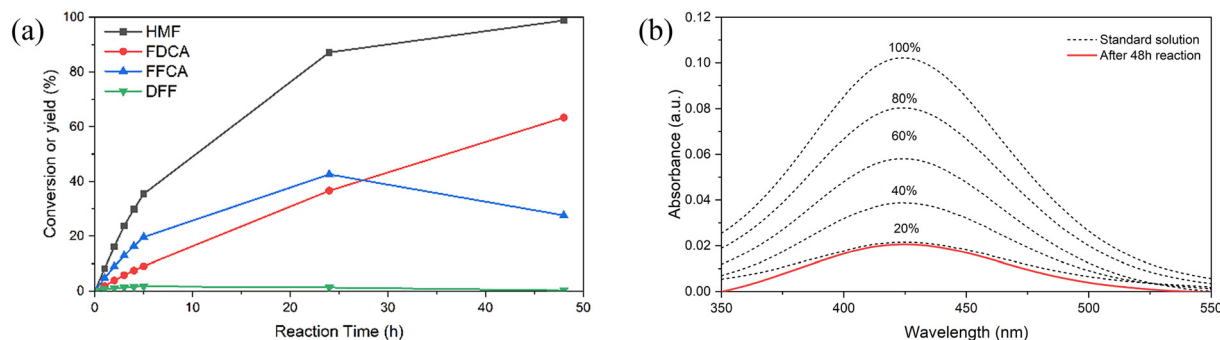 (a)
100
80
60
40
20
0
Conversion or yield (%)
HMF
FDCA
FFCA
DFF
0 10 20 30 40 50
Reaction Time (h)
(b)
0.12
0.10
0.08
0.06
0.04
0.02
0.00
Absorbance (a.u.)
Standard solution
After 48h reaction
100%
80%
60%
40%
20%
350 400 450 500 550
Wavelength (nm)